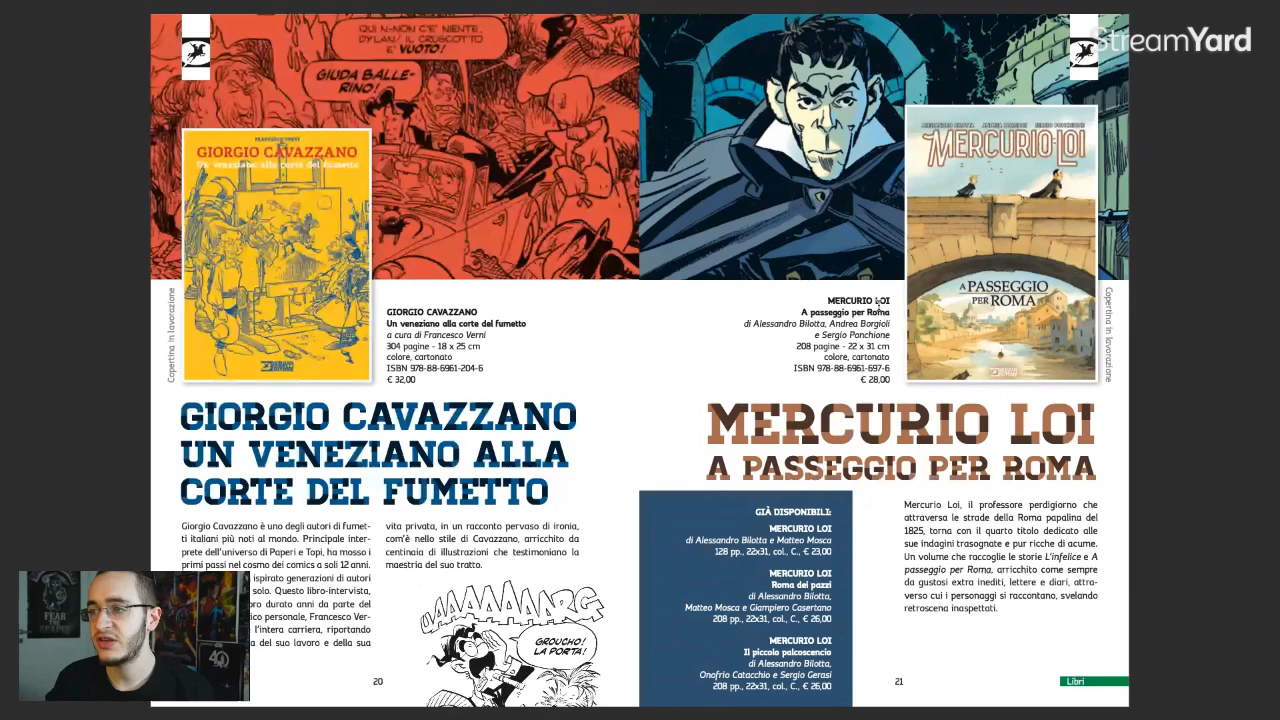 StreamYard
QUI N-NON C'È NIENTE,
DYLAN! IL CRUSCOTTO
È VUOTO!
GIUDA BALLE-
RINO!
FRANCESCO VERNI
GIORGIO CAVAZZANO
Un veneziano alla corte del fumetto
Copertina in lavorazione
GIORGIO CAVAZZANO
Un veneziano alla corte del fumetto
a cura di Francesco Verni
304 pagine - 18 x 25 cm
colore, cartonato
ISBN 978-88-6961-204-6
€ 32,00
GIORGIO CAVAZZANO
UN VENEZIANO ALLA
CORTE DEL FUMETTO
Giorgio Cavazzano è uno degli autori di fumet-
ti italiani più noti al mondo. Principale inter-
prete dell'universo di Paperi e Topi, ha mosso i
primi passi nel cosmo dei comics a soli 12 anni.
ispirato generazioni di autori
solo. Questo libro-intervista,
oro durato anni da parte del
ico personale, Francesco Ver-
l'intera carriera, riportando
a del suo lavoro e della sua
vita privata, in un racconto pervaso di ironia,
com'è nello stile di Cavazzano, arricchito da
centinaia di illustrazioni che testimoniano la
maestria del suo tratto.
UAAAAAAARG
GROUCHO!
LA PORTA!
20
ALESSANDRO BILOTTA ANDREA BORGIOLI SERGIO PONCHIONE
MERCURIO LOI
A PASSEGGIO
PER ROMA
Copertina in lavorazione
MERCURIO LOI
A passeggio per Roma
di Alessandro Bilotta, Andrea Borgioli
e Sergio Ponchione
208 pagine - 22 x 31 cm
colore, cartonato
ISBN 978-88-6961-697-6
€ 28,00
MERCURIO LOI
A PASSEGGIO PER ROMA
GIÀ DISPONIBILI:
MERCURIO LOI
di Alessandro Bilotta e Matteo Mosca
128 pp., 22x31, col., C., € 23,00
MERCURIO LOI
Roma dei pazzi
di Alessandro Bilotta,
Matteo Mosca e Giampiero Casertano
208 pp., 22x31, col., C., € 26,00
MERCURIO LOI
Il piccolo palcoscenico
di Alessandro Bilotta,
Onofrio Catacchio e Sergio Gerasi
208 pp., 22x31, col., C., € 26,00
Mercurio Loi, il professore perdigiorno che
attraversa le strade della Roma papalina del
1825, torna con il quarto titolo dedicato alle
sue indagini trasognate e pur ricche di acume.
Un volume che raccoglie le storie L'infelice e A
passeggio per Roma, arricchito come sempre
da gustosi extra inediti, lettere e diari, attra-
verso cui i personaggi si raccontano, svelando
retroscena inaspettati.
21
Libri
FEAR